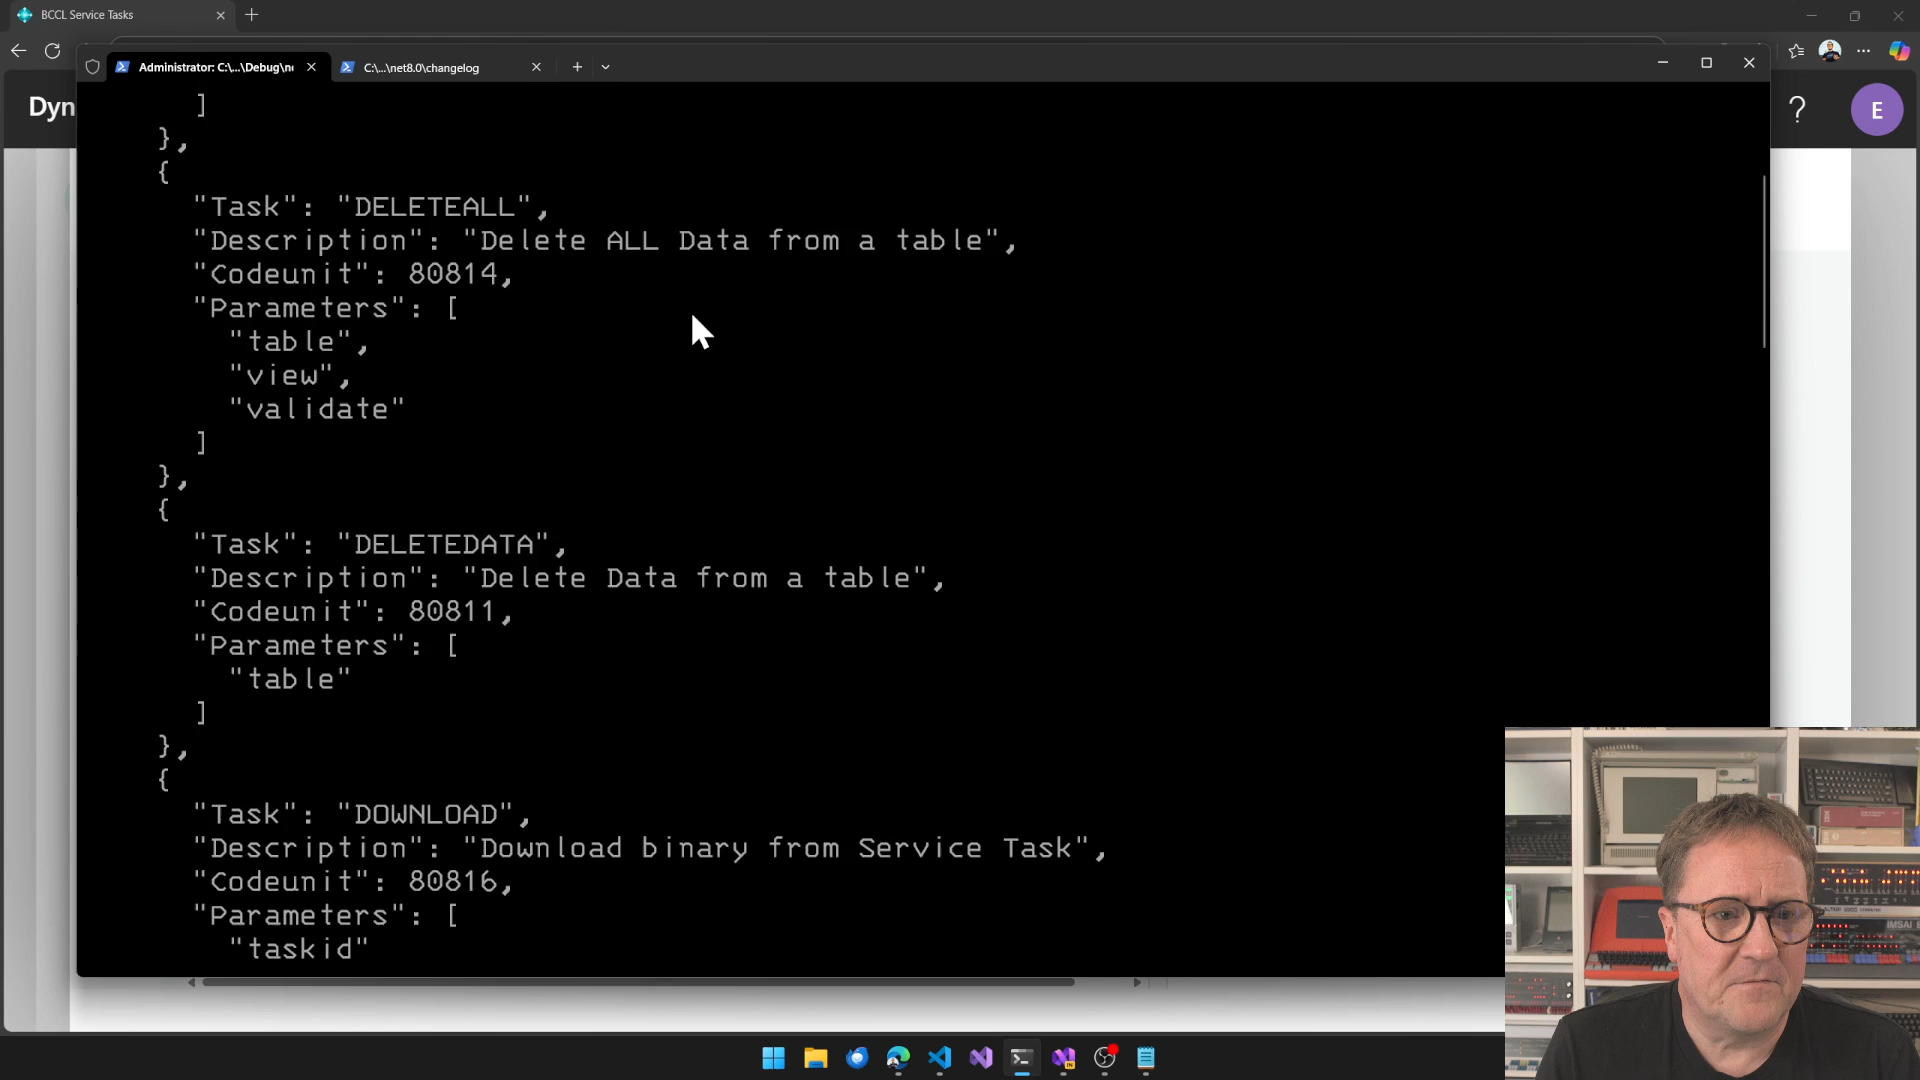 BCCL Service Tasks
Administrator: C:\...\Debug\ne
C:\...\net8.0\changelog
Dyn
E
]
},
{
"Task": "DELETEALL",
"Description": "Delete ALL Data from a table",
"Codeunit": 80814,
"Parameters": [
"table",
"view",
"validate"
]
},
{
"Task": "DELETEDATA",
"Description": "Delete Data from a table",
"Codeunit": 80811,
"Parameters": [
"table"
]
},
{
"Task": "DOWNLOAD",
"Description": "Download binary from Service Task",
"Codeunit": 80816,
"Parameters": [
"taskid"
IMSAI